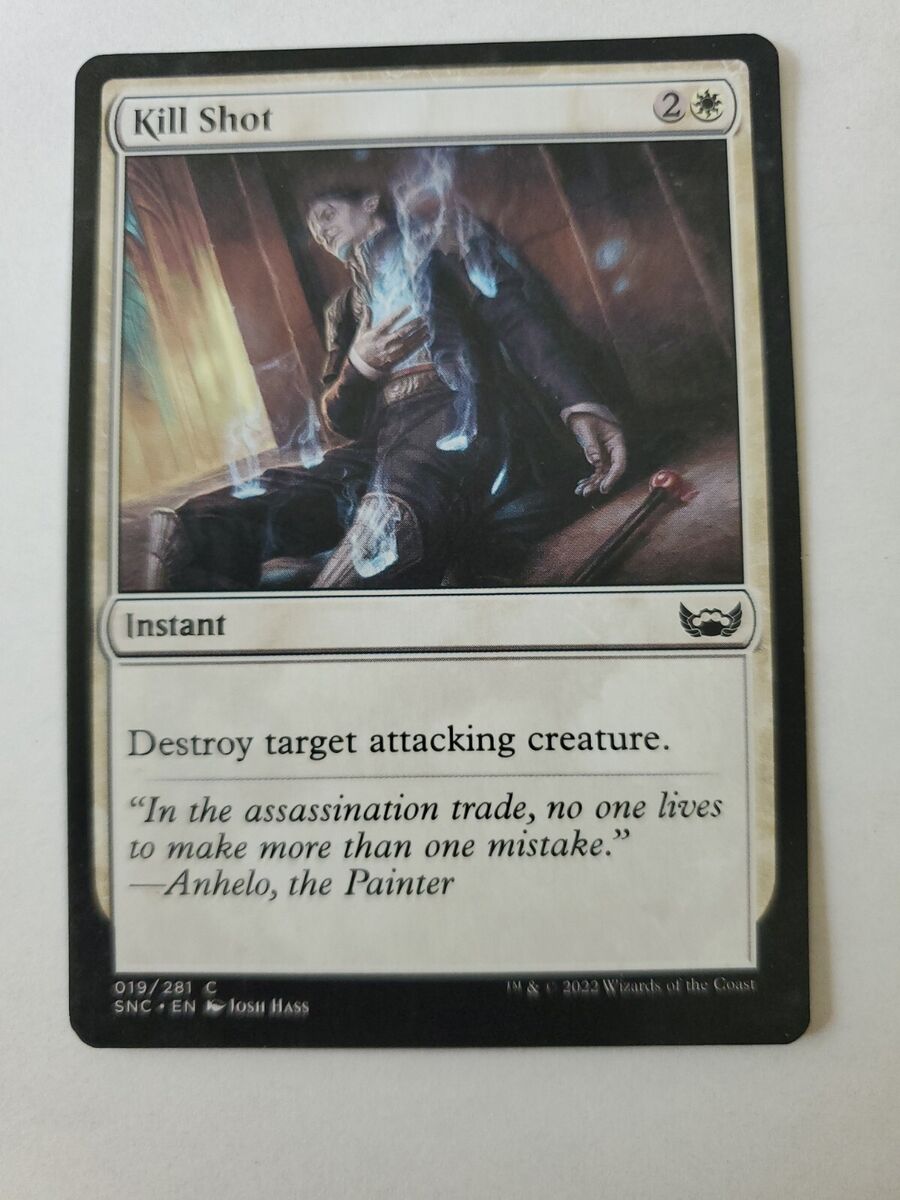 Kill Shot 2
Instant
Destroy target attacking creature.
“In the assassination trade, no one lives
to make more than one mistake.”
—Anhelo, the Painter
019/281 C
SNC • EN Josh Hass
™ & © 2022 Wizards of the Coast